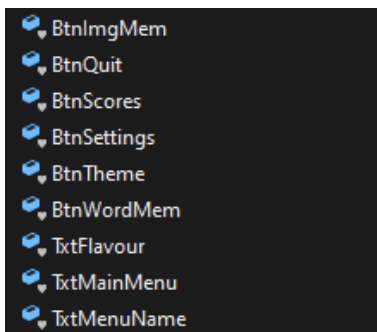 BtnImgMem
BtnQuit
BtnScores
BtnSettings
BtnTheme
BtnWordMem
TxtFlavour
TxtMainMenu
TxtMenuName